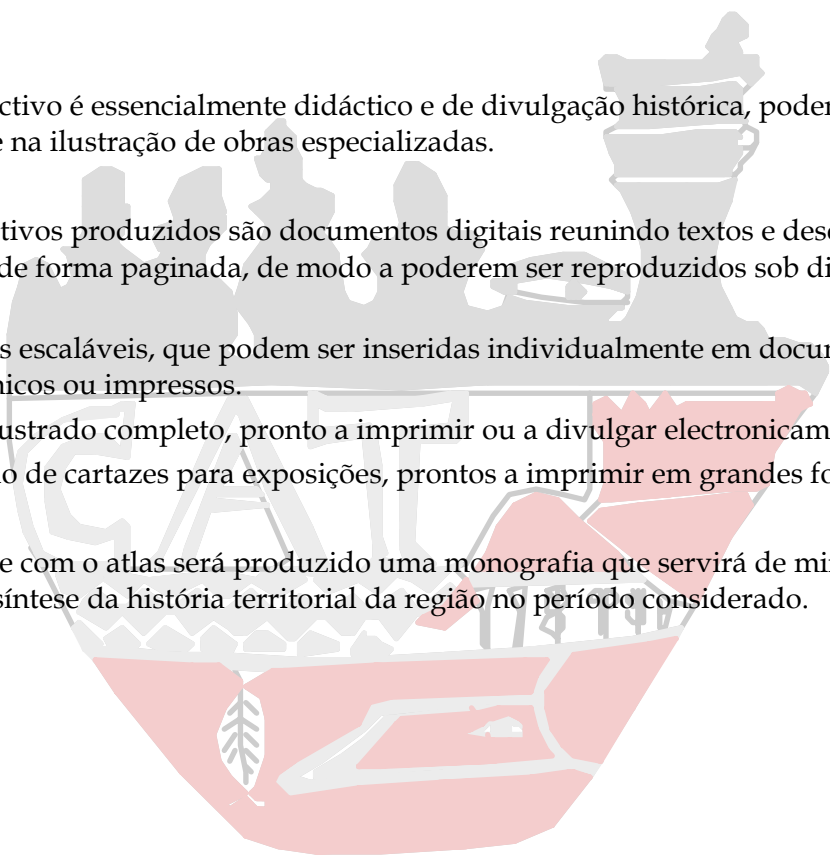 ctivo é essencialmente didáctico e de divulgação histórica, poder
e na ilustração de obras especializadas.
tivos produzidos são documentos digitais reunindo textos e dese
de forma paginada, de modo a poderem ser reproduzidos sob di
s escaláveis, que podem ser inseridas individualmente em docum
nicos ou impressos.
ustrado completo, pronto a imprimir ou a divulgar electronicam
o de cartazes para exposições, prontos a imprimir em grandes fo
e com o atlas será produzido uma monografia que servirá de mi
síntese da história territorial da região no período considerado.
CAT